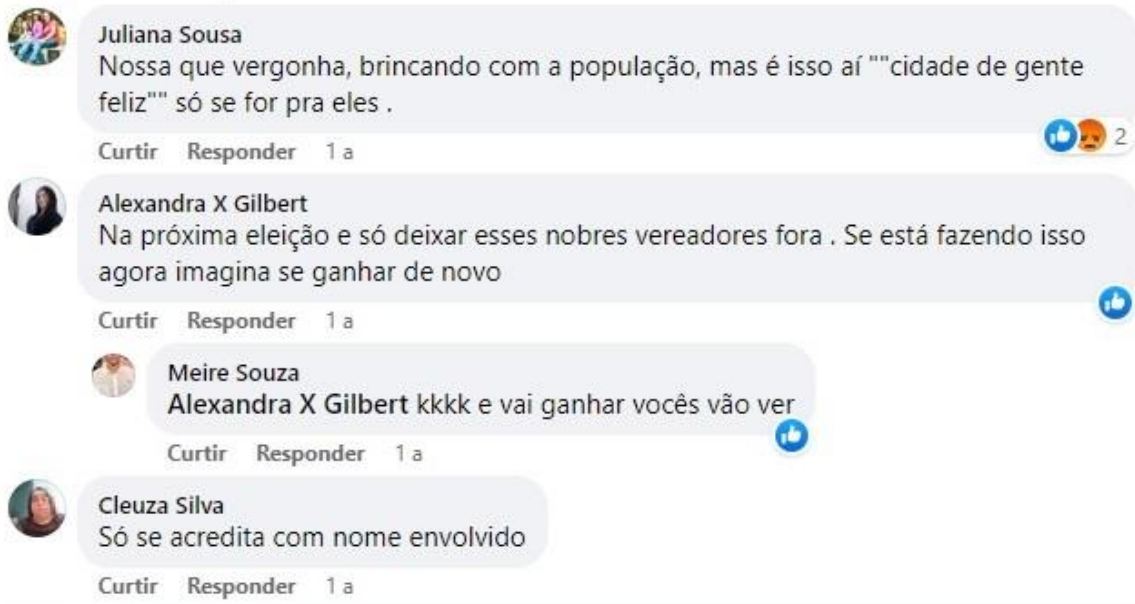 Juliana Sousa
Nossa que vergonha, brincando com a população, mas é isso aí ""cidade de gente
feliz"" só se for pra eles .
Curtir Responder 1 a
2
Alexandra X Gilbert
Na próxima eleição e só deixar esses nobres vereadores fora . Se está fazendo isso
agora imagina se ganhar de novo
Curtir Responder 1 a
Meire Souza
Alexandra X Gilbert kkkk e vai ganhar vocês vão ver
Curtir Responder 1 a
Cleuza Silva
Só se acredita com nome envolvido
Curtir Responder 1 a